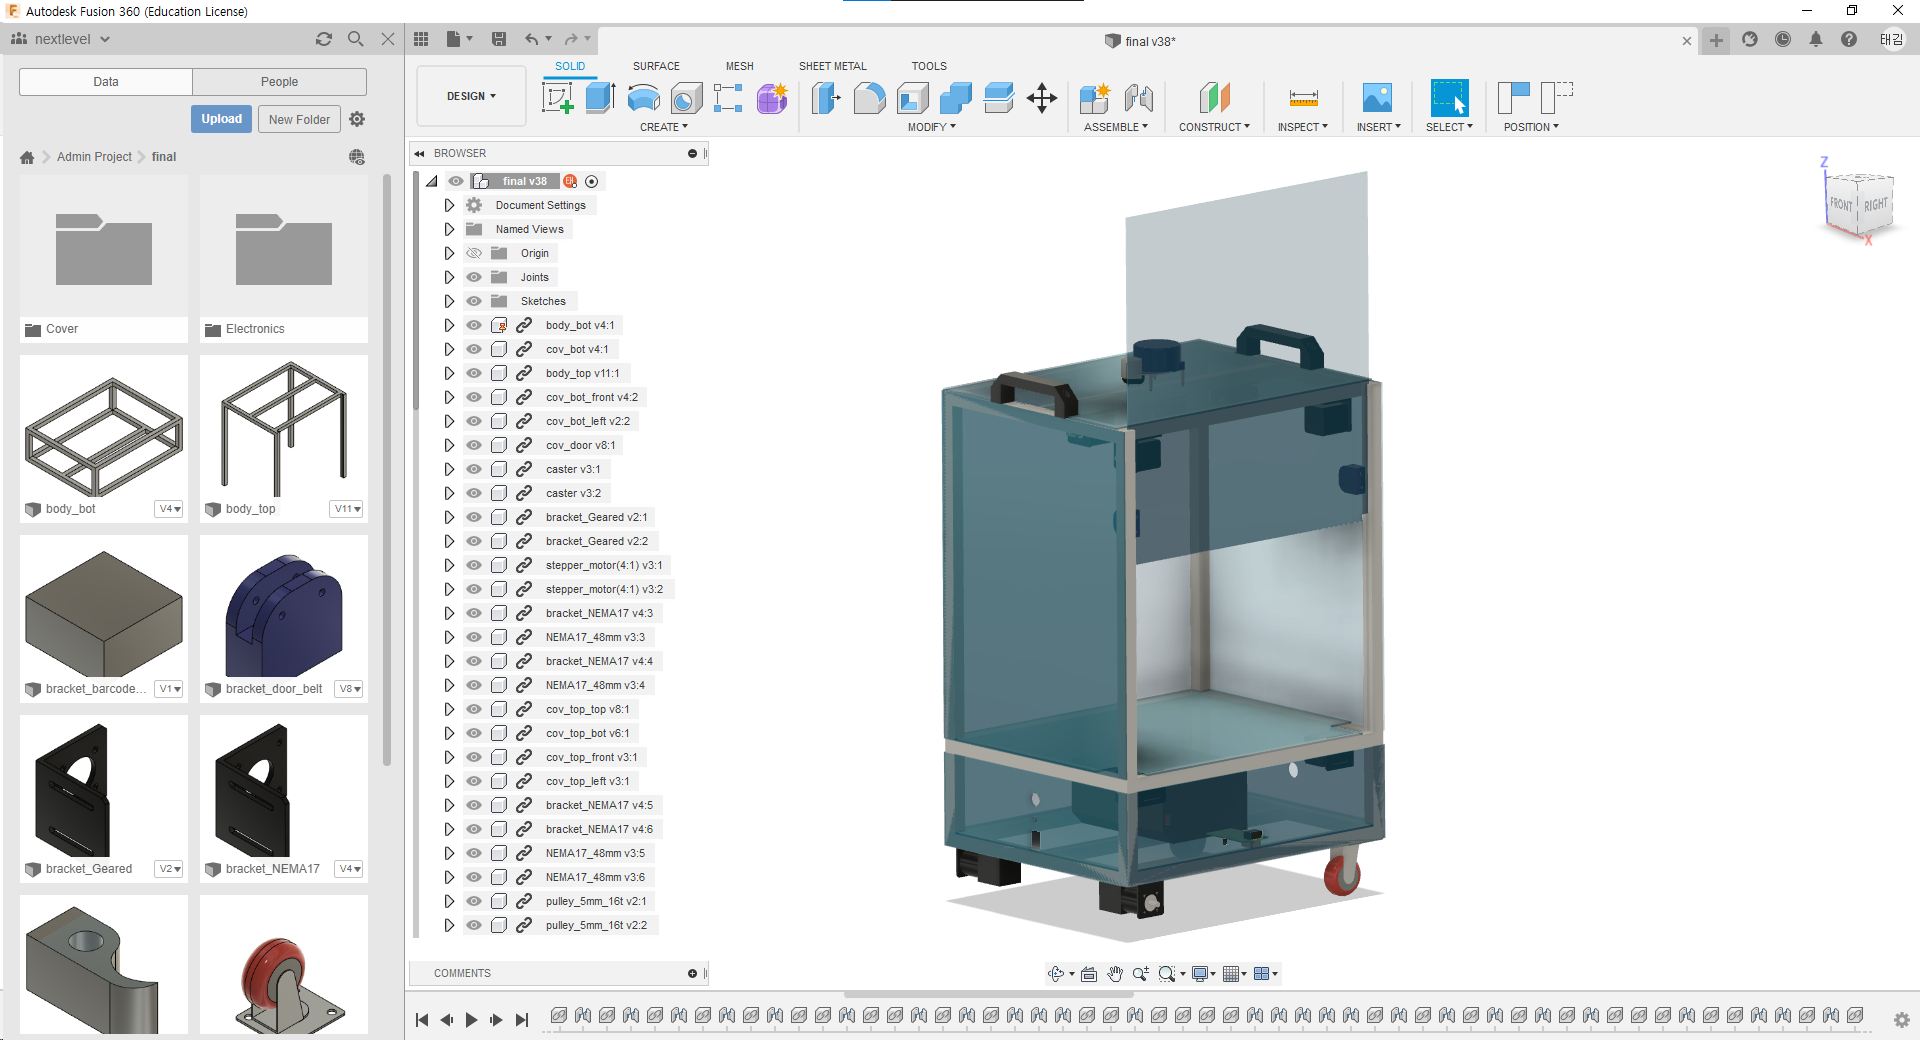 Autodesk Fusion 360 (Education License)
nextlevel
final v38*
태김
Data
People
Upload
New Folder
Admin Project
final
Cover
Electronics
body_bot
V4
body_top
V11
bracket_barcode...
V1
bracket_door_belt
V8
bracket_Geared
V2
bracket_NEMA17
V4
DESIGN
SOLID
SURFACE
MESH
SHEET METAL
TOOLS
CREATE
MODIFY
ASSEMBLE
CONSTRUCT
INSPECT
INSERT
SELECT
POSITION
BROWSER
final v38
Document Settings
Named Views
Origin
Joints
Sketches
body_bot v4:1
cov_bot v4:1
body_top v11:1
cov_bot_front v4:2
cov_bot_left v2:2
cov_door v8:1
caster v3:1
caster v3:2
bracket_Geared v2:1
bracket_Geared v2:2
stepper_motor(4:1) v3:1
stepper_motor(4:1) v3:2
bracket_NEMA17 v4:3
NEMA17_48mm v3:3
bracket_NEMA17 v4:4
NEMA17_48mm v3:4
cov_top_top v8:1
cov_top_bot v6:1
cov_top_front v3:1
cov_top_left v3:1
bracket_NEMA17 v4:5
bracket_NEMA17 v4:6
NEMA17_48mm v3:5
NEMA17_48mm v3:6
pulley_5mm_16t v2:1
pulley_5mm_16t v2:2
COMMENTS
Z
FRONT
RIGHT
X